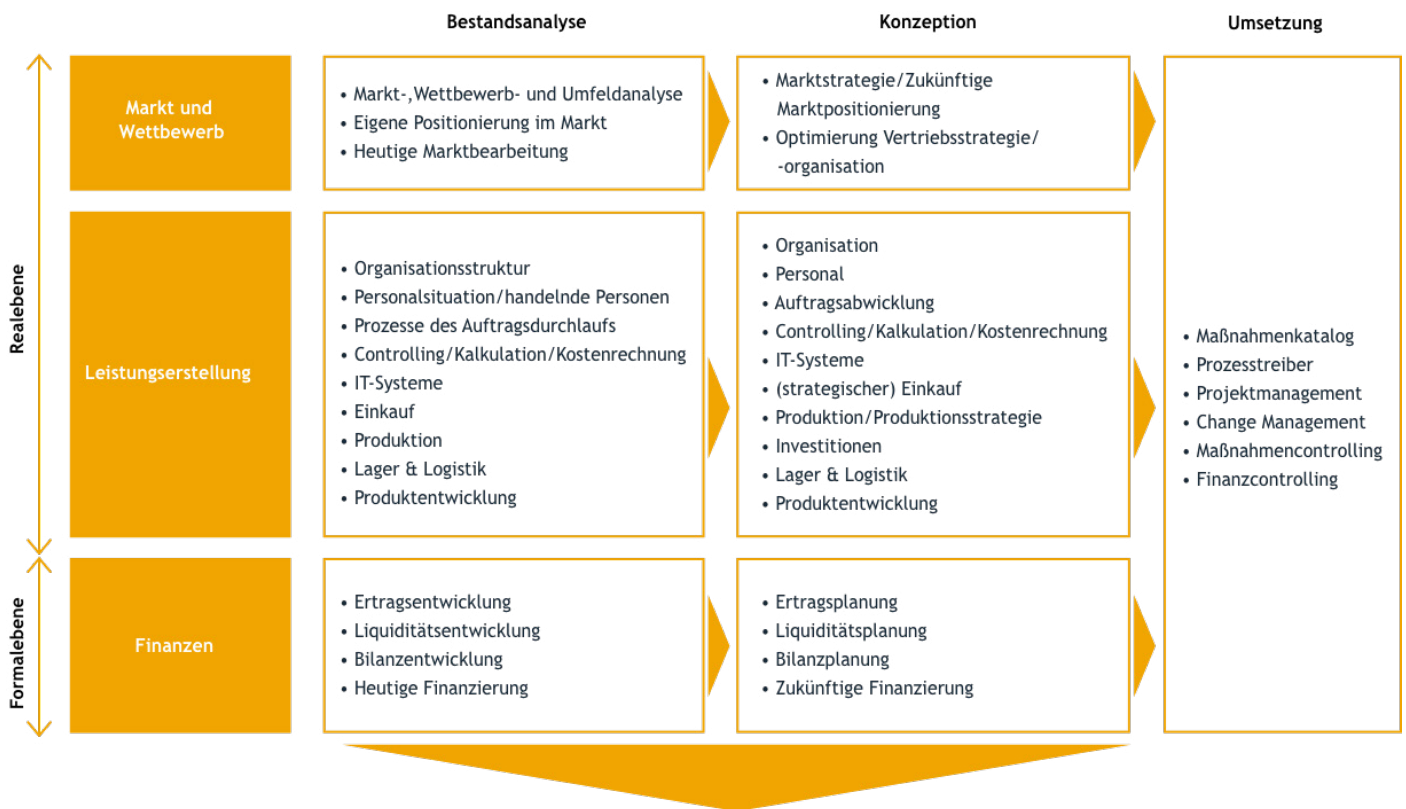 Bestandsanalyse
Konzeption
Umsetzung
Realebene
Markt und
Wettbewerb
• Markt-,Wettbewerb- und Umfeldanalyse
• Eigene Positionierung im Markt
• Heutige Marktbearbeitung
• Marktstrategie/Zukünftige
Marktpositionierung
• Optimierung Vertriebsstrategie/
-organisation
Leistungserstellung
• Organisationsstruktur
• Personalsituation/handelnde Personen
• Prozesse des Auftragsdurchlaufs
• Controlling/Kalkulation/Kostenrechnung
• IT-Systeme
• Einkauf
• Produktion
• Lager & Logistik
• Produktentwicklung
• Organisation
• Personal
• Auftragsabwicklung
• Controlling/Kalkulation/Kostenrechnung
• IT-Systeme
• (strategischer) Einkauf
• Produktion/Produktionsstrategie
• Investitionen
• Lager & Logistik
• Produktentwicklung
• Maßnahmenkatalog
• Prozesstreiber
• Projektmanagement
• Change Management
• Maßnahmencontrolling
• Finanzcontrolling
Formalebene
Finanzen
• Ertragsentwicklung
• Liquiditätsentwicklung
• Bilanzentwicklung
• Heutige Finanzierung
• Ertragsplanung
• Liquiditätsplanung
• Bilanzplanung
• Zukünftige Finanzierung